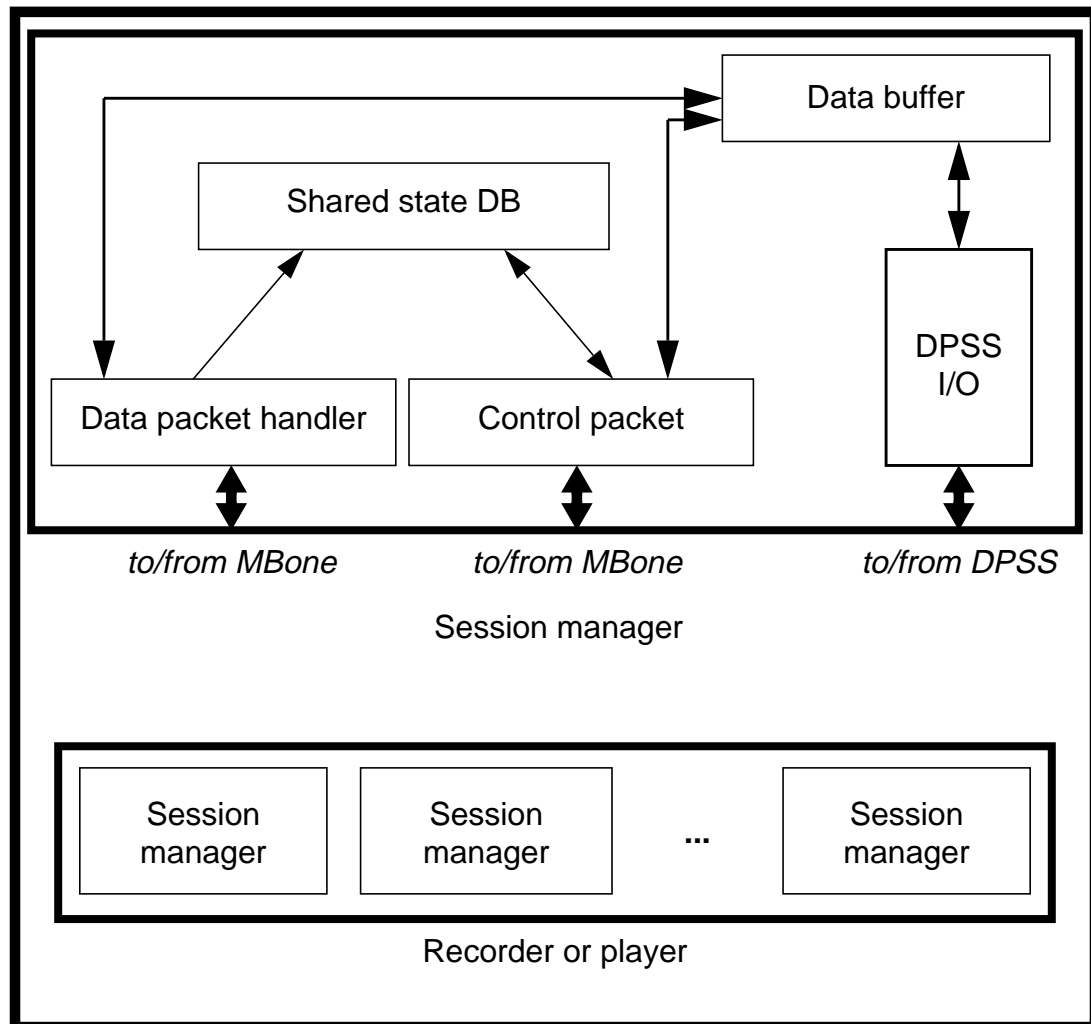 Data buffer
Shared state DB
DPSS
I/O
Data packet handler
Control packet
to/from MBone
to/from MBone
to/from DPSS
Session manager
Session
manager
Session
manager
...
Session
manager
Recorder or player